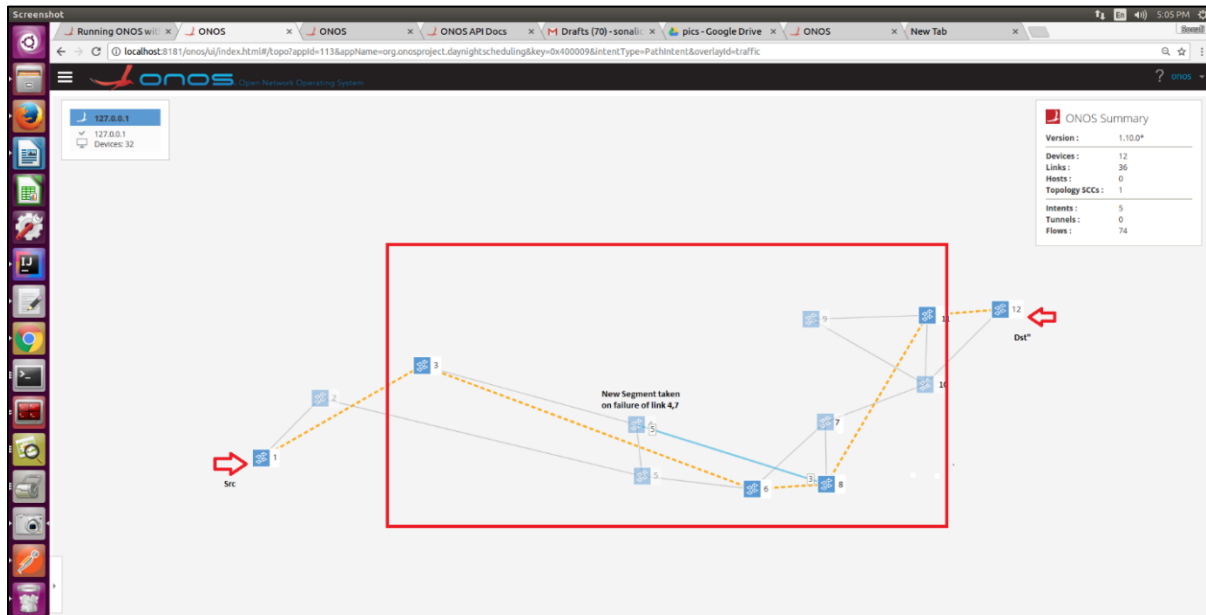 Screenshot
En
5:05 PM
Running ONOS wit
ONOS
ONOS
ONOS API Docs
Drafts (70) - sonalic
pics - Google Drive
ONOS
New Tab
localhost:8181/onos/ui/index.html#/topo?appId=113&appName=org.onosproject.daynightscheduling&key=0x400009&intentType=PathIntent&overlayId=traffic
onos Open Network Operating System
? onos
127.0.0.1
127.0.0.1
Devices: 32
ONOS Summary
Version : 1.10.0*
Devices : 12
Links : 36
Hosts : 0
Topology SCCs : 1
Intents : 5
Tunnels : 0
Flows : 74
9
11
12
Dst"
3
10
2
New Segment taken
on failure of link 4,7
5
7
1
Src
5
3
6
8